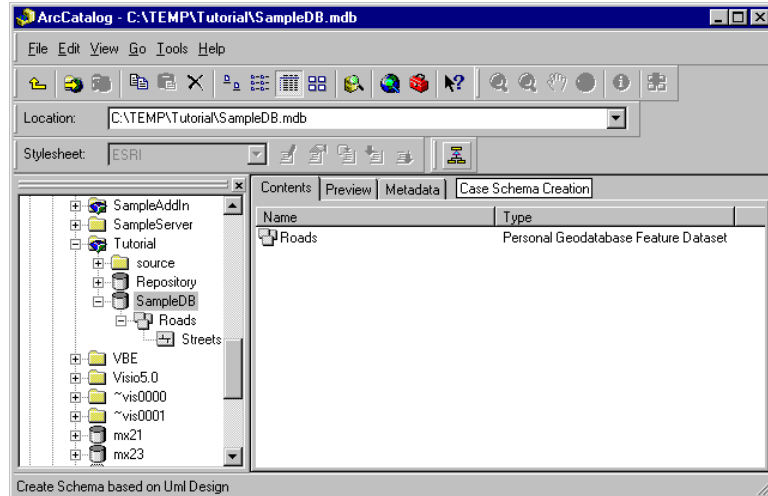 ArcCatalog - C:\TEMP\Tutorial\SampleDB.mdb
File Edit View Go Tools Help
Location: C:\TEMP\Tutorial\SampleDB.mdb
Stylesheet: ESRI
Contents Preview Metadata Case Schema Creation
Name Type
Roads Personal Geodatabase Feature Dataset
SampleAddIn
SampleServer
Tutorial
source
Repository
SampleDB
Roads
Streets
VBE
Visio5.0
~vis0000
~vis0001
mx21
mx23
Create Schema based on Uml Design